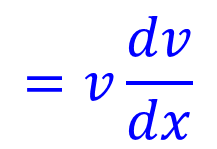 = v dv/dx